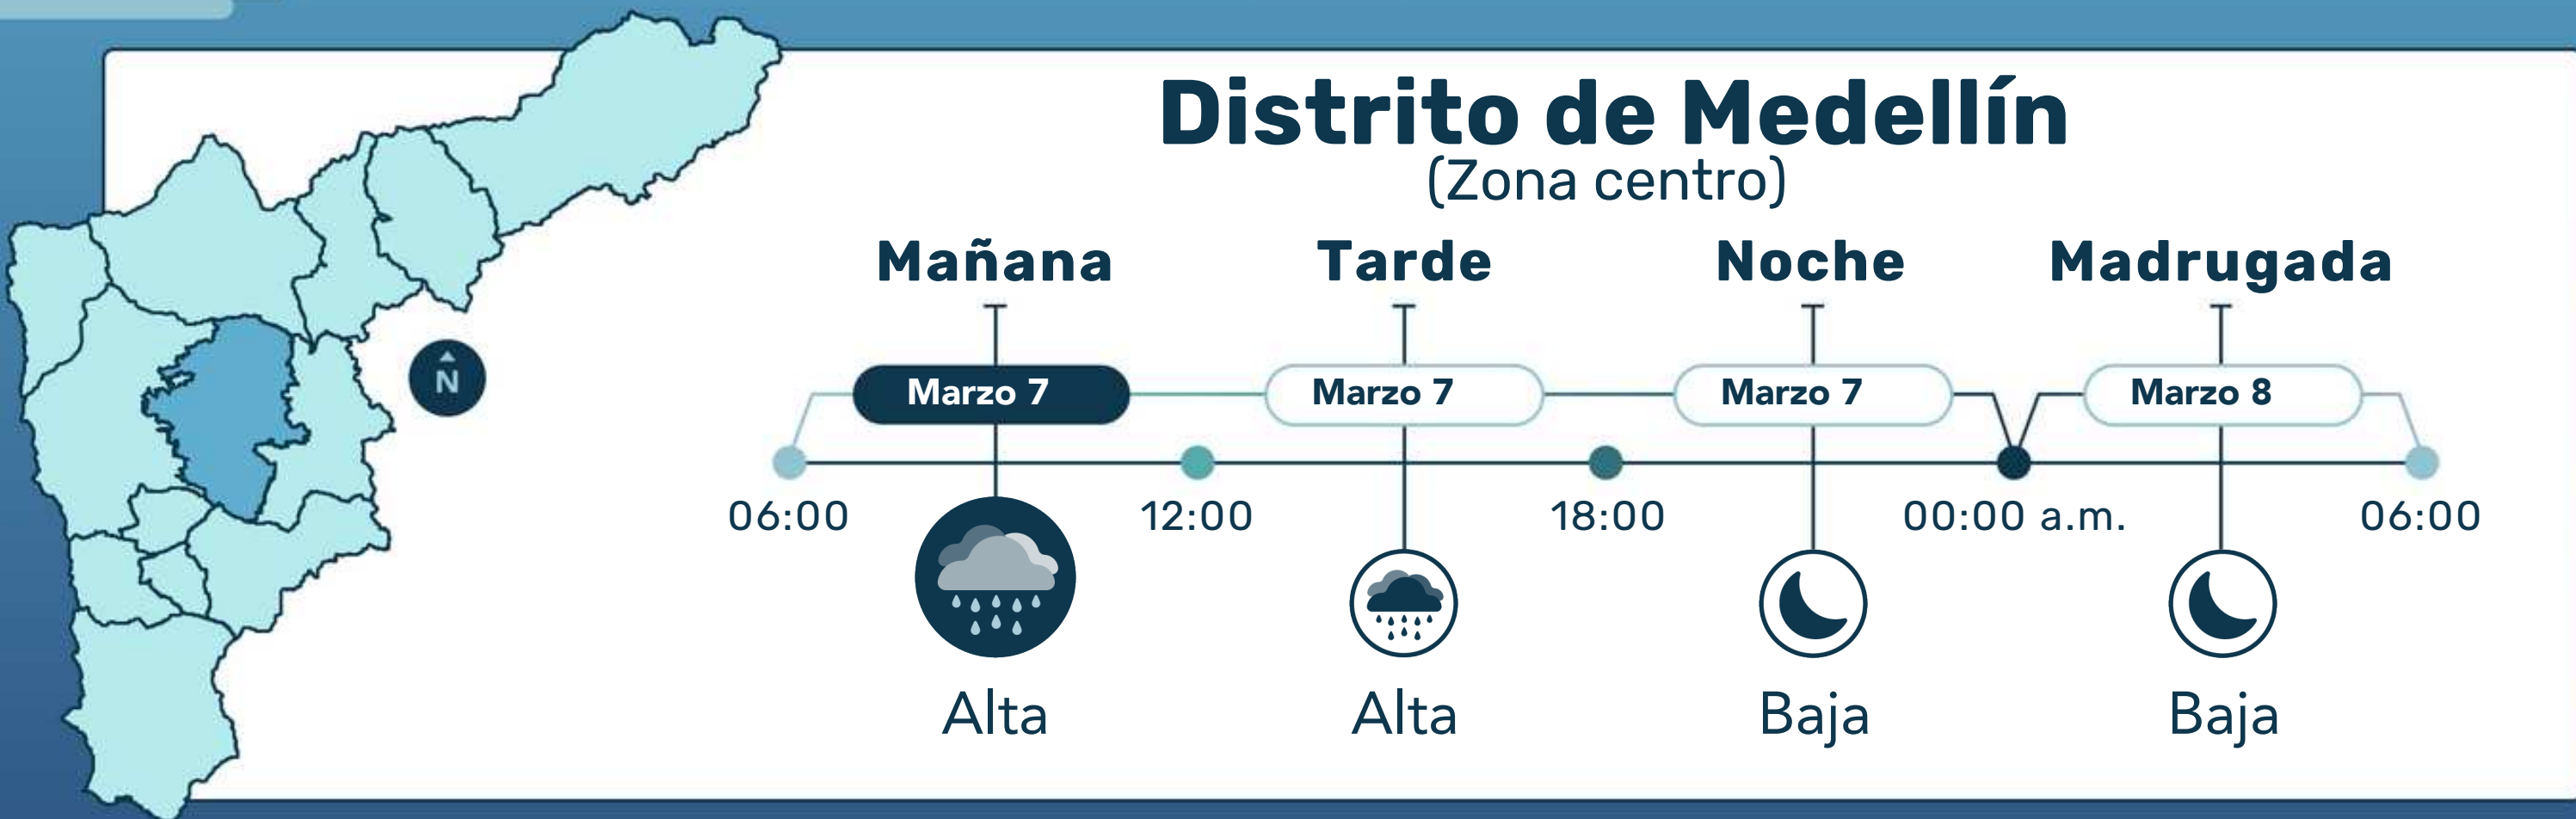 Distrito de Medellín
(Zona centro)
Mañana Tarde Noche Madrugada
Marzo 7 Marzo 7 Marzo 7 Marzo 8
N
06:00 12:00 18:00 00:00 a.m. 06:00
Alta Alta Baja Baja